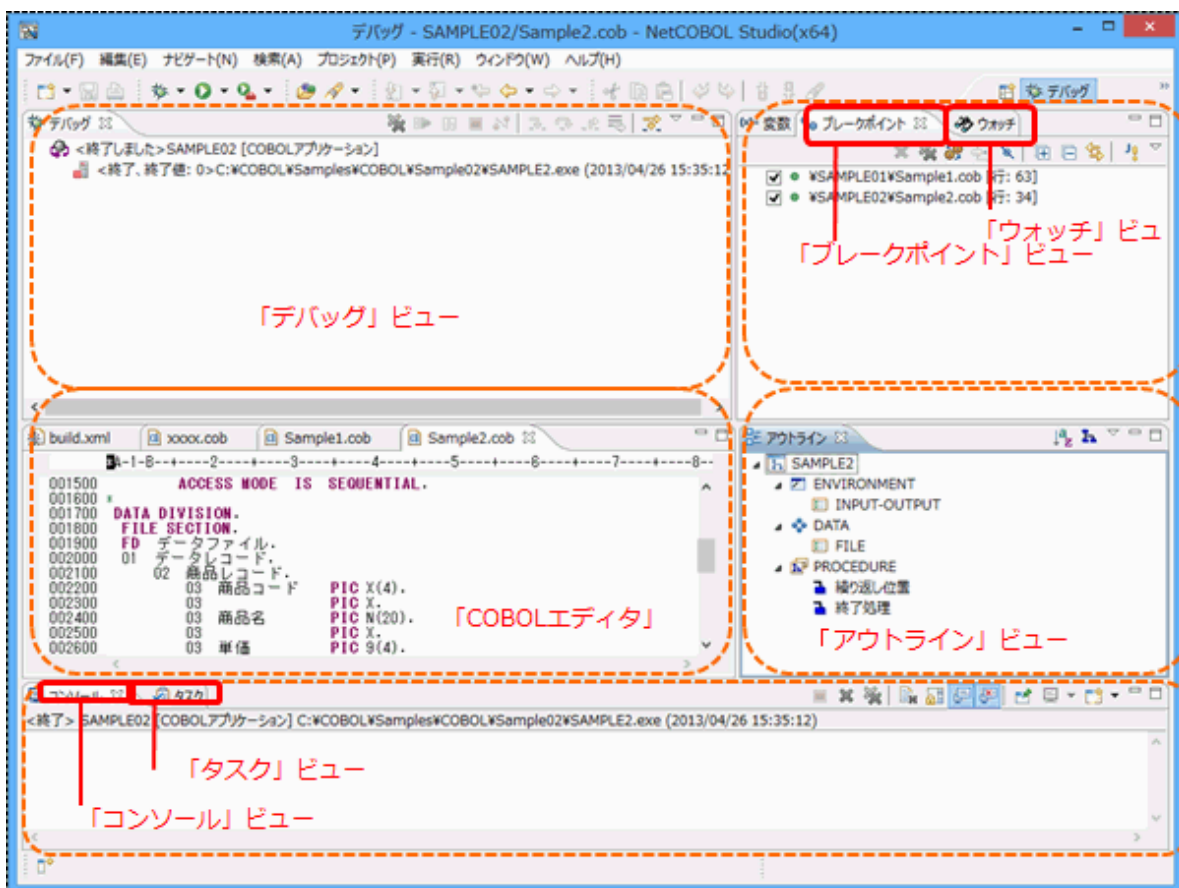 デバッグ - SAMPLE02/Sample2.cob - NetCOBOL Studio(x64)
ファイル(F) 編集(E) ナビゲート(N) 検索(A) プロジェクト(P) 実行(R) ウィンドウ(W) ヘルプ(H)
デバッグ
デバッグ
<終了しました>SAMPLE02 [COBOLアプリケーション]
<終了、終了値: 0>C:¥COBOL¥Samples¥COBOL¥Sample02¥SAMPLE2.exe (2013/04/26 15:35:12
「デバッグ」ビュー
変数 ブレークポイント ウォッチ
¥SAMPLE01¥Sample1.cob [行: 63]
¥SAMPLE02¥Sample2.cob [行: 34]
「ウォッチ」ビュ
「ブレークポイント」ビュー
build.xml xxxx.cob Sample1.cob Sample2.cob
A-1-B--+----2----+----3----+----4----+----5----+----6----+----7----+----8--
001500 ACCESS MODE IS SEQUENTIAL.
001600 *
001700 DATA DIVISION.
001800 FILE SECTION.
001900 FD データファイル.
002000 01 データレコード.
002100 02 商品レコード.
002200 03 商品コード PIC X(4).
002300 03 PIC X.
002400 03 商品名 PIC N(20).
002500 03 PIC X.
002600 03 単価 PIC 9(4).
「COBOLエディタ」
アウトライン
SAMPLE2
ENVIRONMENT
INPUT-OUTPUT
DATA
FILE
PROCEDURE
繰り返し位置
終了処理
「アウトライン」ビュー
コンソール タスク
<終了> SAMPLE02 [COBOLアプリケーション] C:¥COBOL¥Samples¥COBOL¥Sample02¥SAMPLE2.exe (2013/04/26 15:35:12)
「タスク」ビュー
「コンソール」ビュー